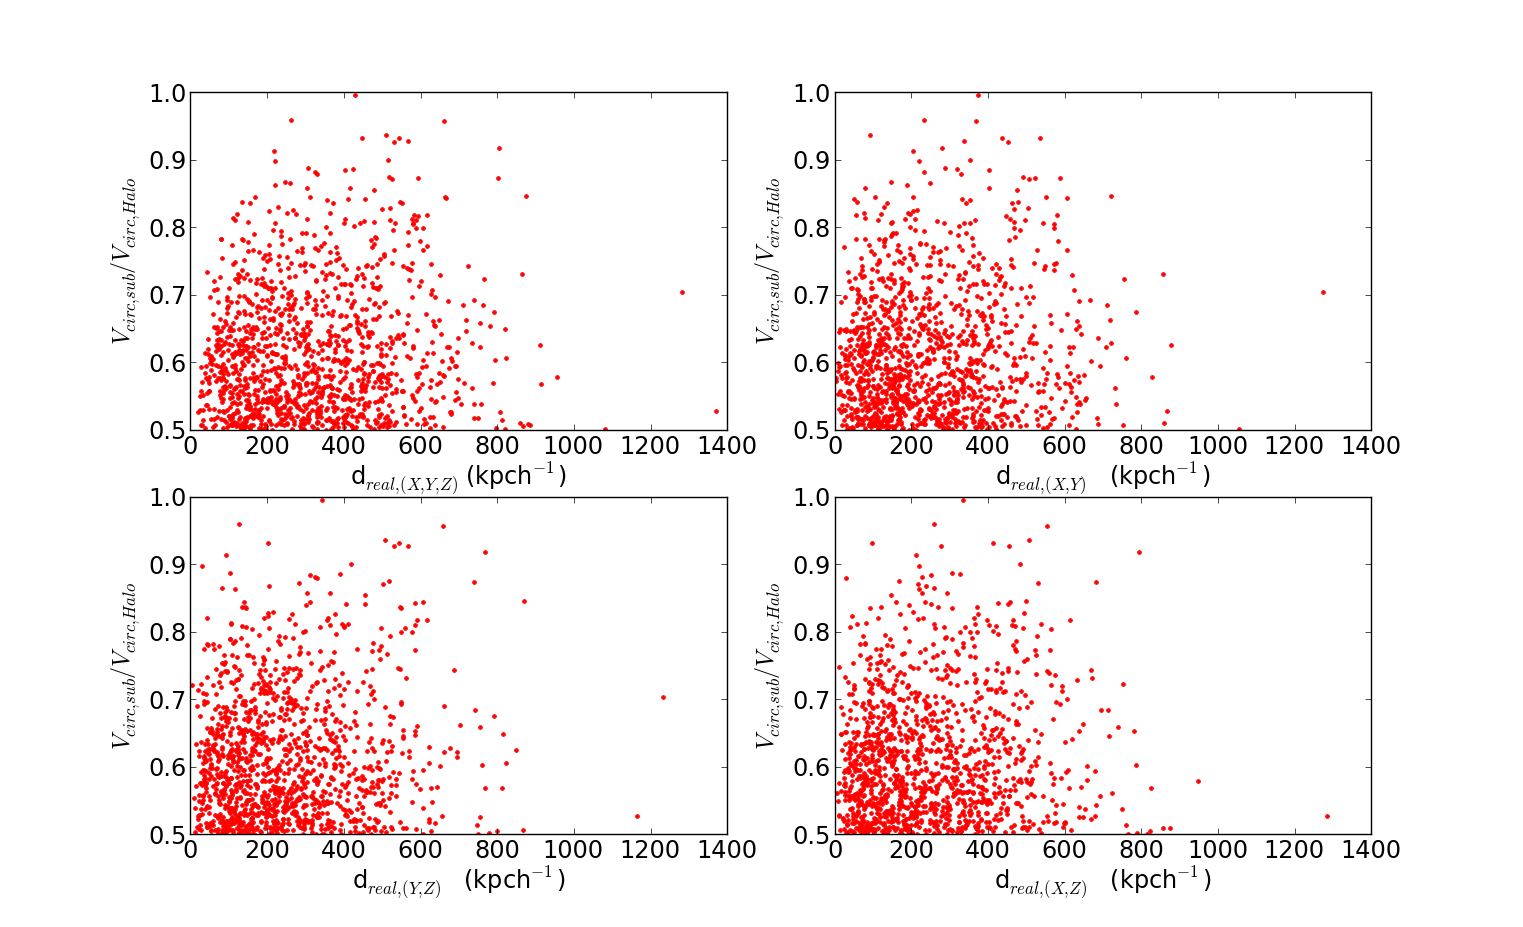 1.0 0.9 0.8 0.7 0.6 0.5
V_{circ,sub}/V_{circ,Halo}
0 200 400 600 800 1000 1200 1400
d_{real,(X,Y,Z)} (kpch^{-1})
1.0 0.9 0.8 0.7 0.6 0.5
V_{circ,sub}/V_{circ,Halo}
0 200 400 600 800 1000 1200 1400
d_{real,(X,Y)} (kpch^{-1})
1.0 0.9 0.8 0.7 0.6 0.5
V_{circ,sub}/V_{circ,Halo}
0 200 400 600 800 1000 1200 1400
d_{real,(Y,Z)} (kpch^{-1})
1.0 0.9 0.8 0.7 0.6 0.5
V_{circ,sub}/V_{circ,Halo}
0 200 400 600 800 1000 1200 1400
d_{real,(X,Z)} (kpch^{-1})